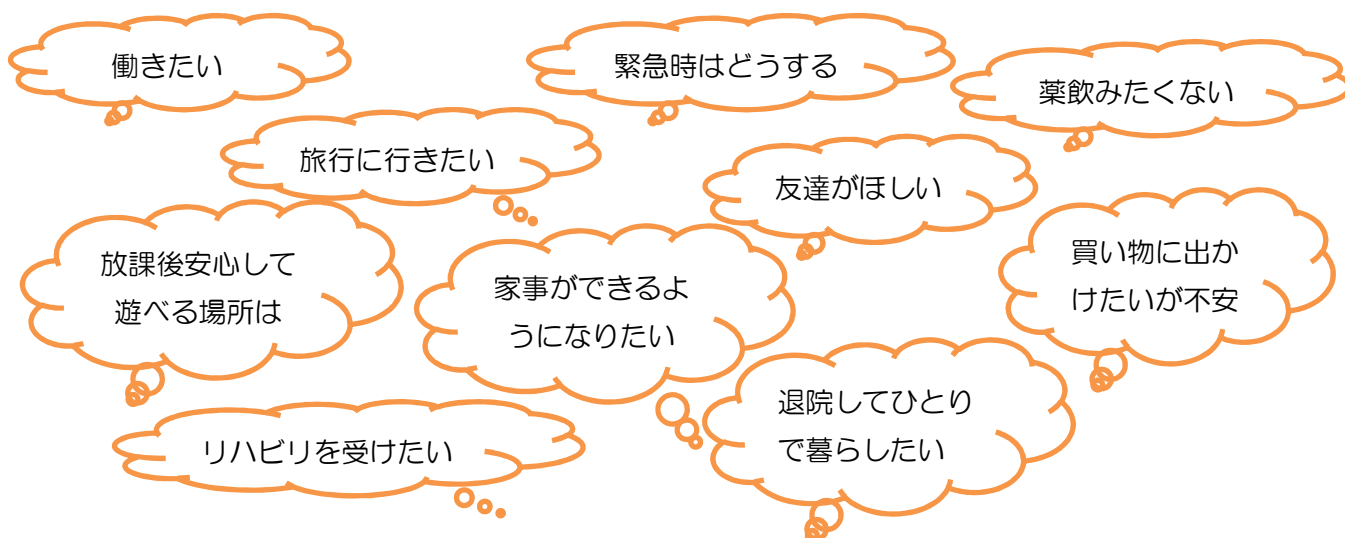 働きたい
緊急時はどうする
薬飲みたくない
旅行に行きたい
友達がほしい
放課後安心して
遊べる場所は
家事ができるよ
うになりたい
買い物に出か
けたいが不安
退院してひとり
で暮らしたい
リハビリを受けたい